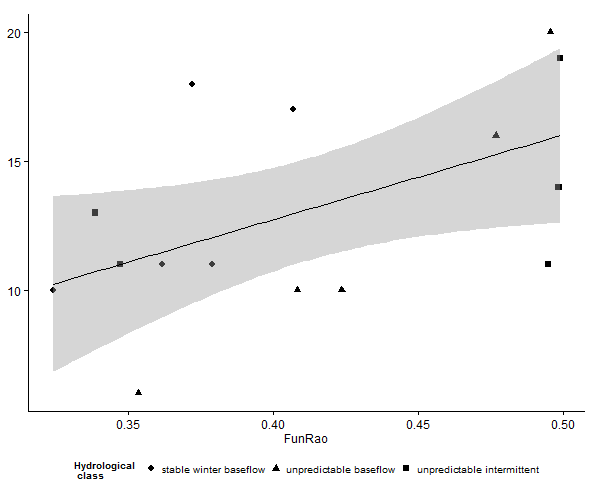 20
15
10
0.35 0.40 0.45 0.50
FunRao
Hydrological
class
stable winter baseflow unpredictable baseflow unpredictable intermittent